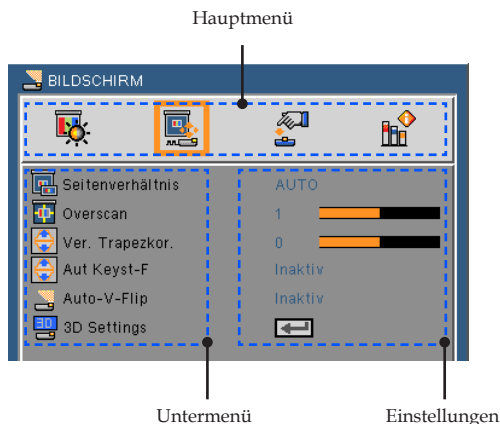 Hauptmenü
BILDSCHIRM
Seitenverhältnis AUTO
Overscan 1
Ver. Trapezkor. 0
Aut Keyst-F Inaktiv
Auto-V-Flip Inaktiv
3D 3D Settings
Untermenü Einstellungen